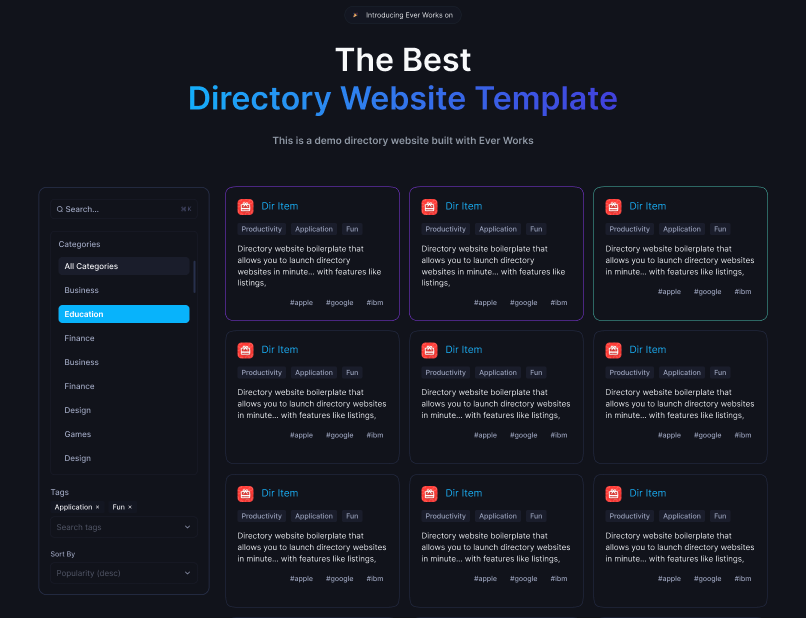 Introducing Ever Works on
The Best
Directory Website Template
This is a demo directory website built with Ever Works
Search...
⌘K
Categories
All Categories
Business
Education
Finance
Business
Finance
Design
Games
Design
Tags
Application ×
Fun ×
Search tags
Sort By
Popularity (desc)
Dir Item
Productivity
Application
Fun
Directory website boilerplate that
allows you to launch directory
websites in minute... with features like
listings,
#apple
#google
#ibm
Dir Item
Productivity
Application
Fun
Directory website boilerplate that
allows you to launch directory
websites in minute... with features like
listings,
#apple
#google
#ibm
Dir Item
Productivity
Application
Fun
Directory website boilerplate that
allows you to launch directory websites
in minute... with features like listings,
#apple
#google
#ibm
Dir Item
Productivity
Application
Fun
Directory website boilerplate that
allows you to launch directory websites
in minute... with features like listings,
#apple
#google
#ibm
Dir Item
Productivity
Application
Fun
Directory website boilerplate that
allows you to launch directory websites
in minute... with features like listings,
#apple
#google
#ibm
Dir Item
Productivity
Application
Fun
Directory website boilerplate that
allows you to launch directory websites
in minute... with features like listings,
#apple
#google
#ibm
Dir Item
Productivity
Application
Fun
Directory website boilerplate that
allows you to launch directory websites
in minute... with features like listings,
#apple
#google
#ibm
Dir Item
Productivity
Application
Fun
Directory website boilerplate that
allows you to launch directory websites
in minute... with features like listings,
#apple
#google
#ibm
Dir Item
Productivity
Application
Fun
Directory website boilerplate that
allows you to launch directory websites
in minute... with features like listings,
#apple
#google
#ibm